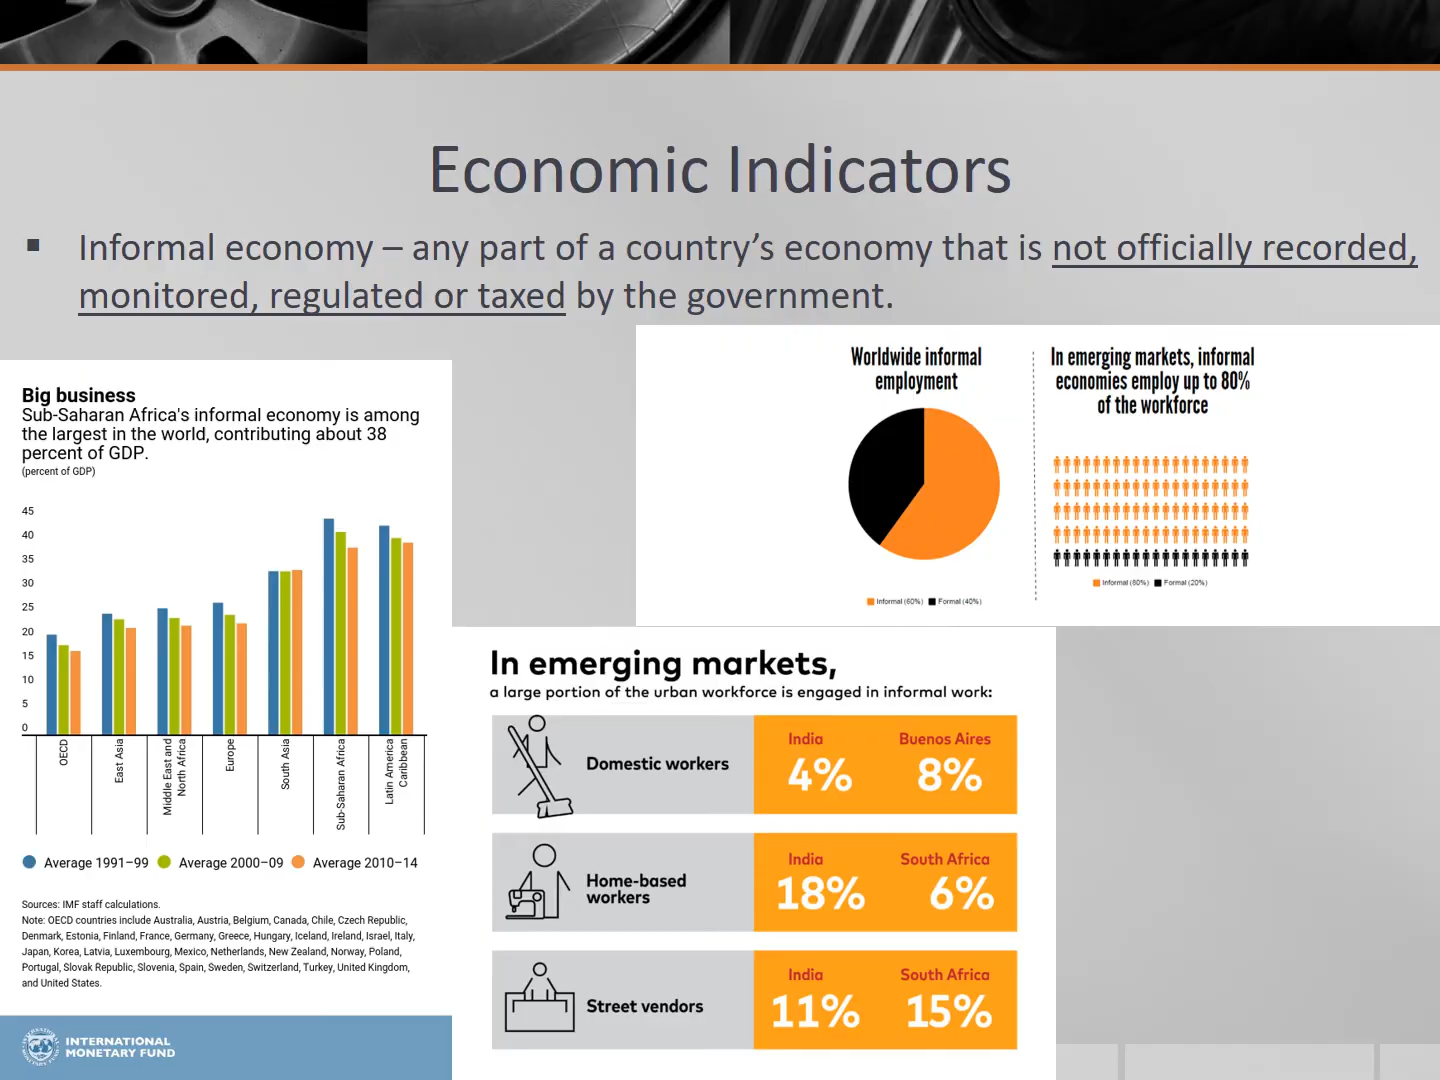 Economic Indicators
▪ Informal economy – any part of a country’s economy that is not officially recorded,
monitored, regulated or taxed by the government.
Big business
Sub-Saharan Africa's informal economy is among
the largest in the world, contributing about 38
percent of GDP.
(percent of GDP)
45
40
35
30
25
20
15
10
5
0
OECD
East Asia
Middle East and
North Africa
Europe
South Asia
Sub-Saharan Africa
Latin America
Caribbean
Average 1991–99 Average 2000–09 Average 2010–14
Sources: IMF staff calculations.
Note: OECD countries include Australia, Austria, Belgium, Canada, Chile, Czech Republic,
Denmark, Estonia, Finland, France, Germany, Greece, Hungary, Iceland, Ireland, Israel, Italy,
Japan, Korea, Latvia, Luxembourg, Mexico, Netherlands, New Zealand, Norway, Poland,
Portugal, Slovak Republic, Slovenia, Spain, Sweden, Switzerland, Turkey, United Kingdom,
and United States.
INTERNATIONAL
MONETARY FUND
Worldwide informal
employment
Informal (60%) Formal (40%)
In emerging markets, informal
economies employ up to 80%
of the workforce
Informal (80%) Formal (20%)
In emerging markets,
a large portion of the urban workforce is engaged in informal work:
Domestic workers
India Buenos Aires
4% 8%
Home-based
workers
India South Africa
18% 6%
Street vendors
India South Africa
11% 15%